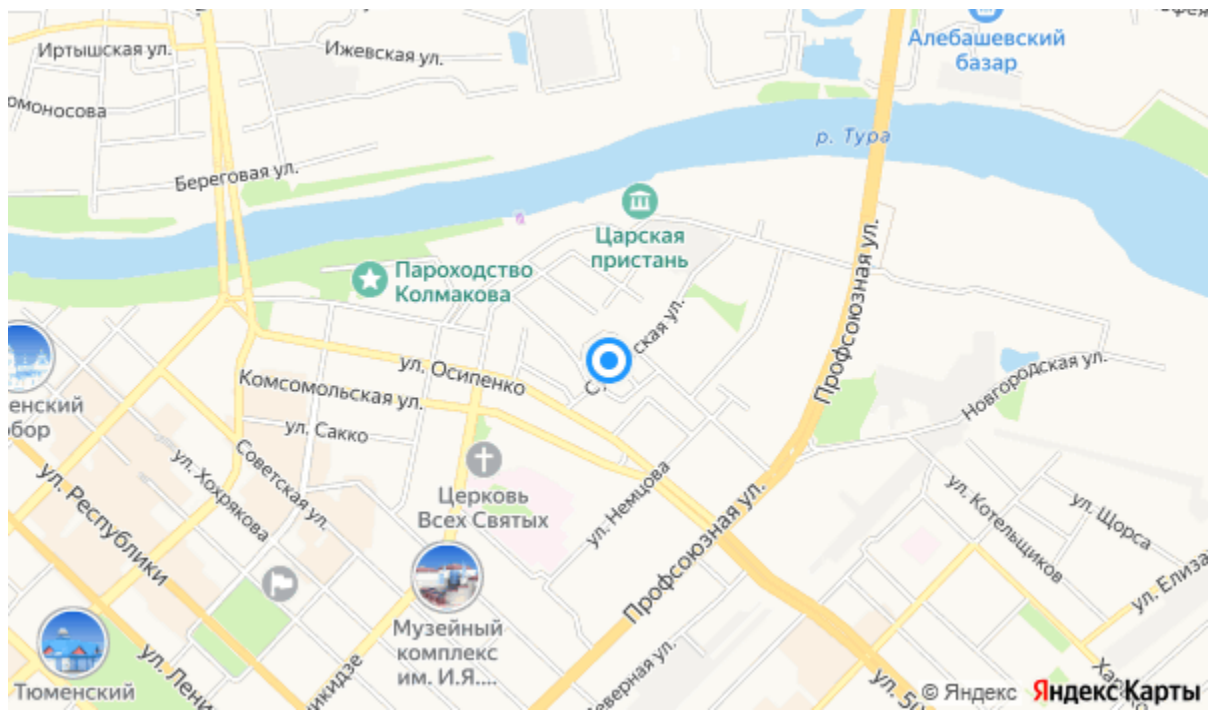 Иртышская ул.
Ижевская ул.
Алебашевский
базар
омоносова
р. Тура
Береговая ул.
Царская
пристань
Пароходство
Колмакова
Профсоюзная ул.
ская ул.
ул. Осипенко
Комсомольская ул.
Новгородская ул.
енский
обор
ул. Сакко
Советская ул.
ул. Хохрякова
ул. Республики
Церковь
Всех Святых
ул. Немцова
Профсоюзная ул.
ул. Котельщиков
ул. Щорса
ул. Елиза
Музейный
комплекс
им. И.Я....
Тюменский
ул. Лени
икидзе
еверная ул.
ул. 50
Харько
© Яндекс
Яндекс Карты